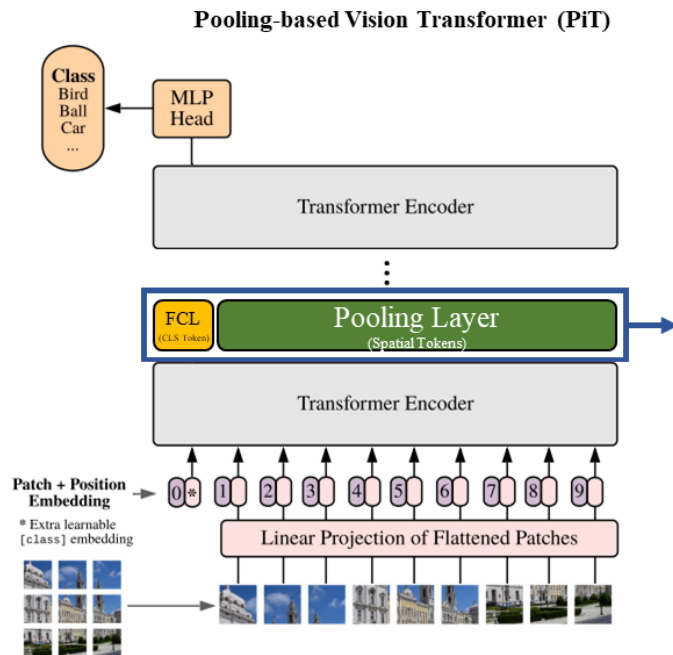 Pooling-based Vision Transformer (PiT)
Class
Bird
Ball
Car
...
MLP
Head
Transformer Encoder
FCL
(CLS Token)
Pooling Layer
(Spatial Tokens)
Transformer Encoder
Patch + Position
Embedding
0 * 1 2 3 4 5 6 7 8 9
* Extra learnable
[class] embedding
Linear Projection of Flattened Patches